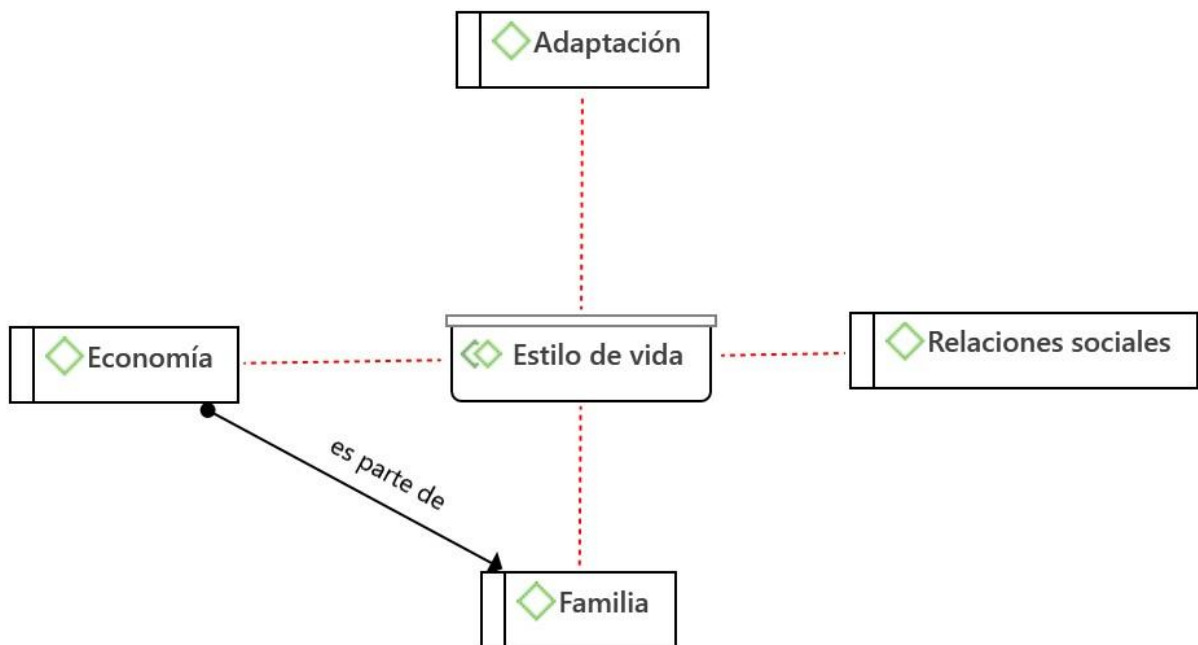 Adaptación
Economía
Estilo de vida
Relaciones sociales
es parte de
Familia